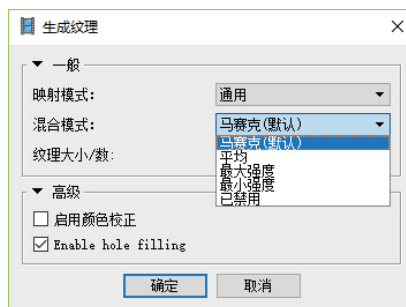 生成纹理
一般
映射模式: 通用
混合模式: 马赛克(默认)
马赛克(默认)
纹理大小/数: 平均
最大强度
最小强度
已禁用
高级
启用颜色校正
Enable hole filling
确定 取消